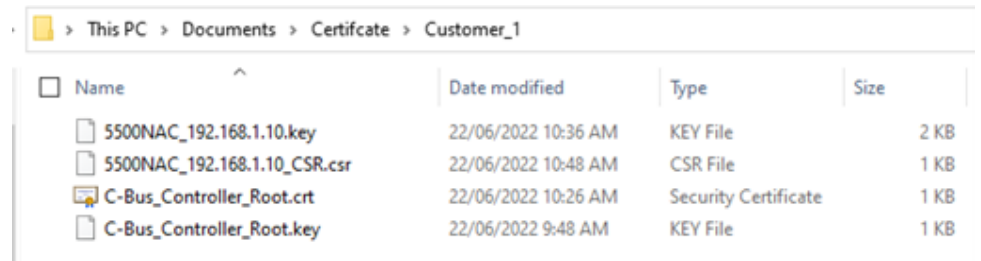 This PC > Documents > Certifcate > Customer_1
Name Date modified Type Size
5500NAC_192.168.1.10.key 22/06/2022 10:36 AM KEY File 2 KB
5500NAC_192.168.1.10_CSR.csr 22/06/2022 10:48 AM CSR File 1 KB
C-Bus_Controller_Root.crt 22/06/2022 10:26 AM Security Certificate 1 KB
C-Bus_Controller_Root.key 22/06/2022 9:48 AM KEY File 1 KB